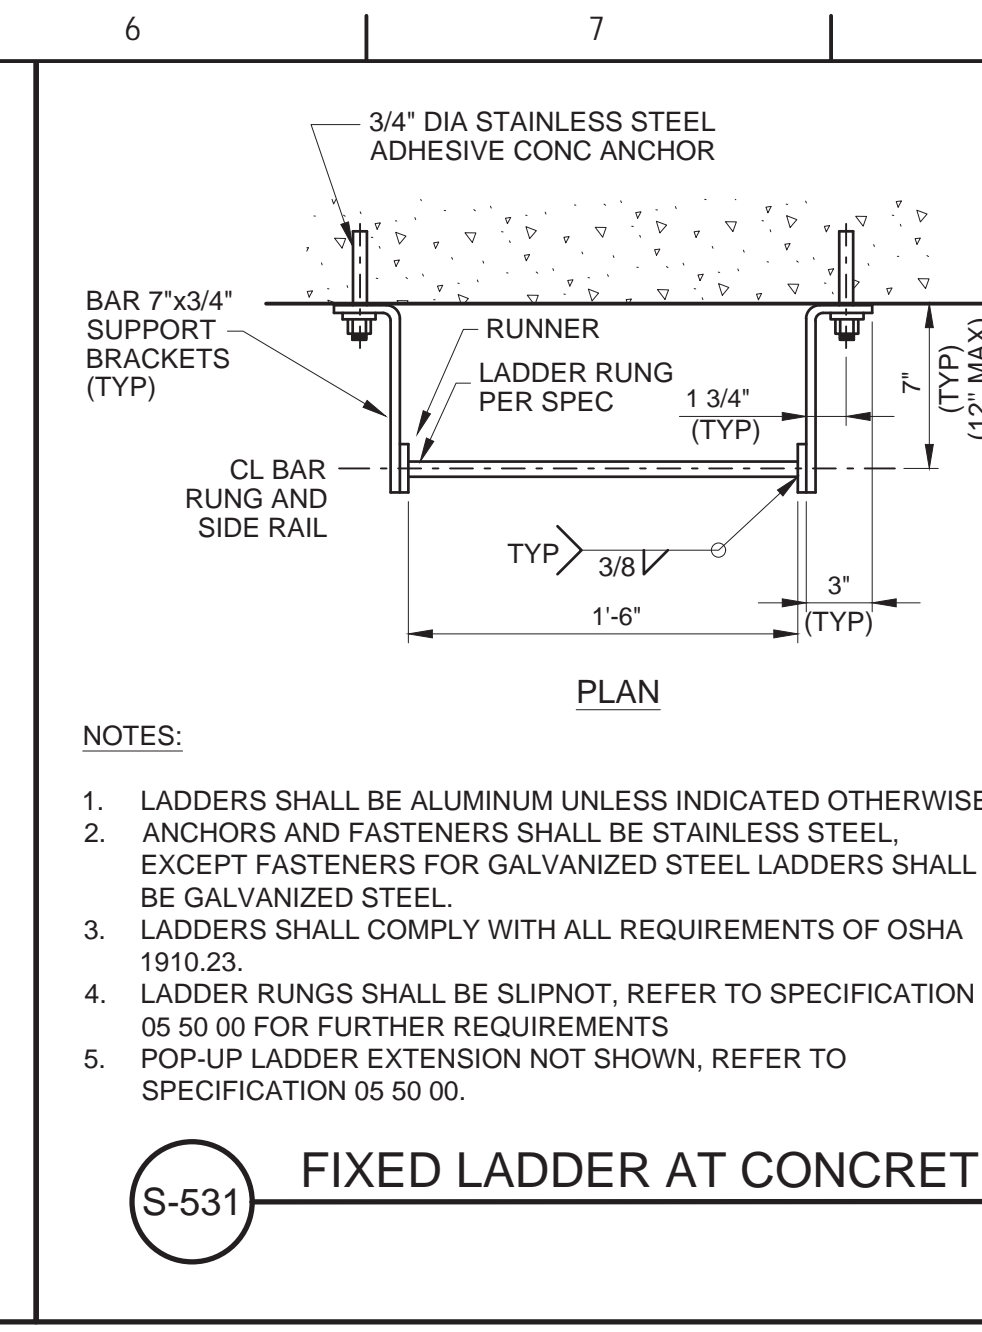 6
7
3/4" DIA STAINLESS STEEL
ADHESIVE CONC ANCHOR
BAR 7"x3/4"
SUPPORT
BRACKETS
(TYP)
RUNNER
LADDER RUNG
PER SPEC
1 3/4"
(TYP)
7"
(TYP)
(12" MAX)
CL BAR
RUNG AND
SIDE RAIL
TYP
3/8
3"
(TYP)
1'-6"
PLAN
NOTES:
1. LADDERS SHALL BE ALUMINUM UNLESS INDICATED OTHERWISE
2. ANCHORS AND FASTENERS SHALL BE STAINLESS STEEL,
EXCEPT FASTENERS FOR GALVANIZED STEEL LADDERS SHALL
BE GALVANIZED STEEL.
3. LADDERS SHALL COMPLY WITH ALL REQUIREMENTS OF OSHA
1910.23.
4. LADDER RUNGS SHALL BE SLIPNOT, REFER TO SPECIFICATION
05 50 00 FOR FURTHER REQUIREMENTS
5. POP-UP LADDER EXTENSION NOT SHOWN, REFER TO
SPECIFICATION 05 50 00.
S-531
FIXED LADDER AT CONCRET